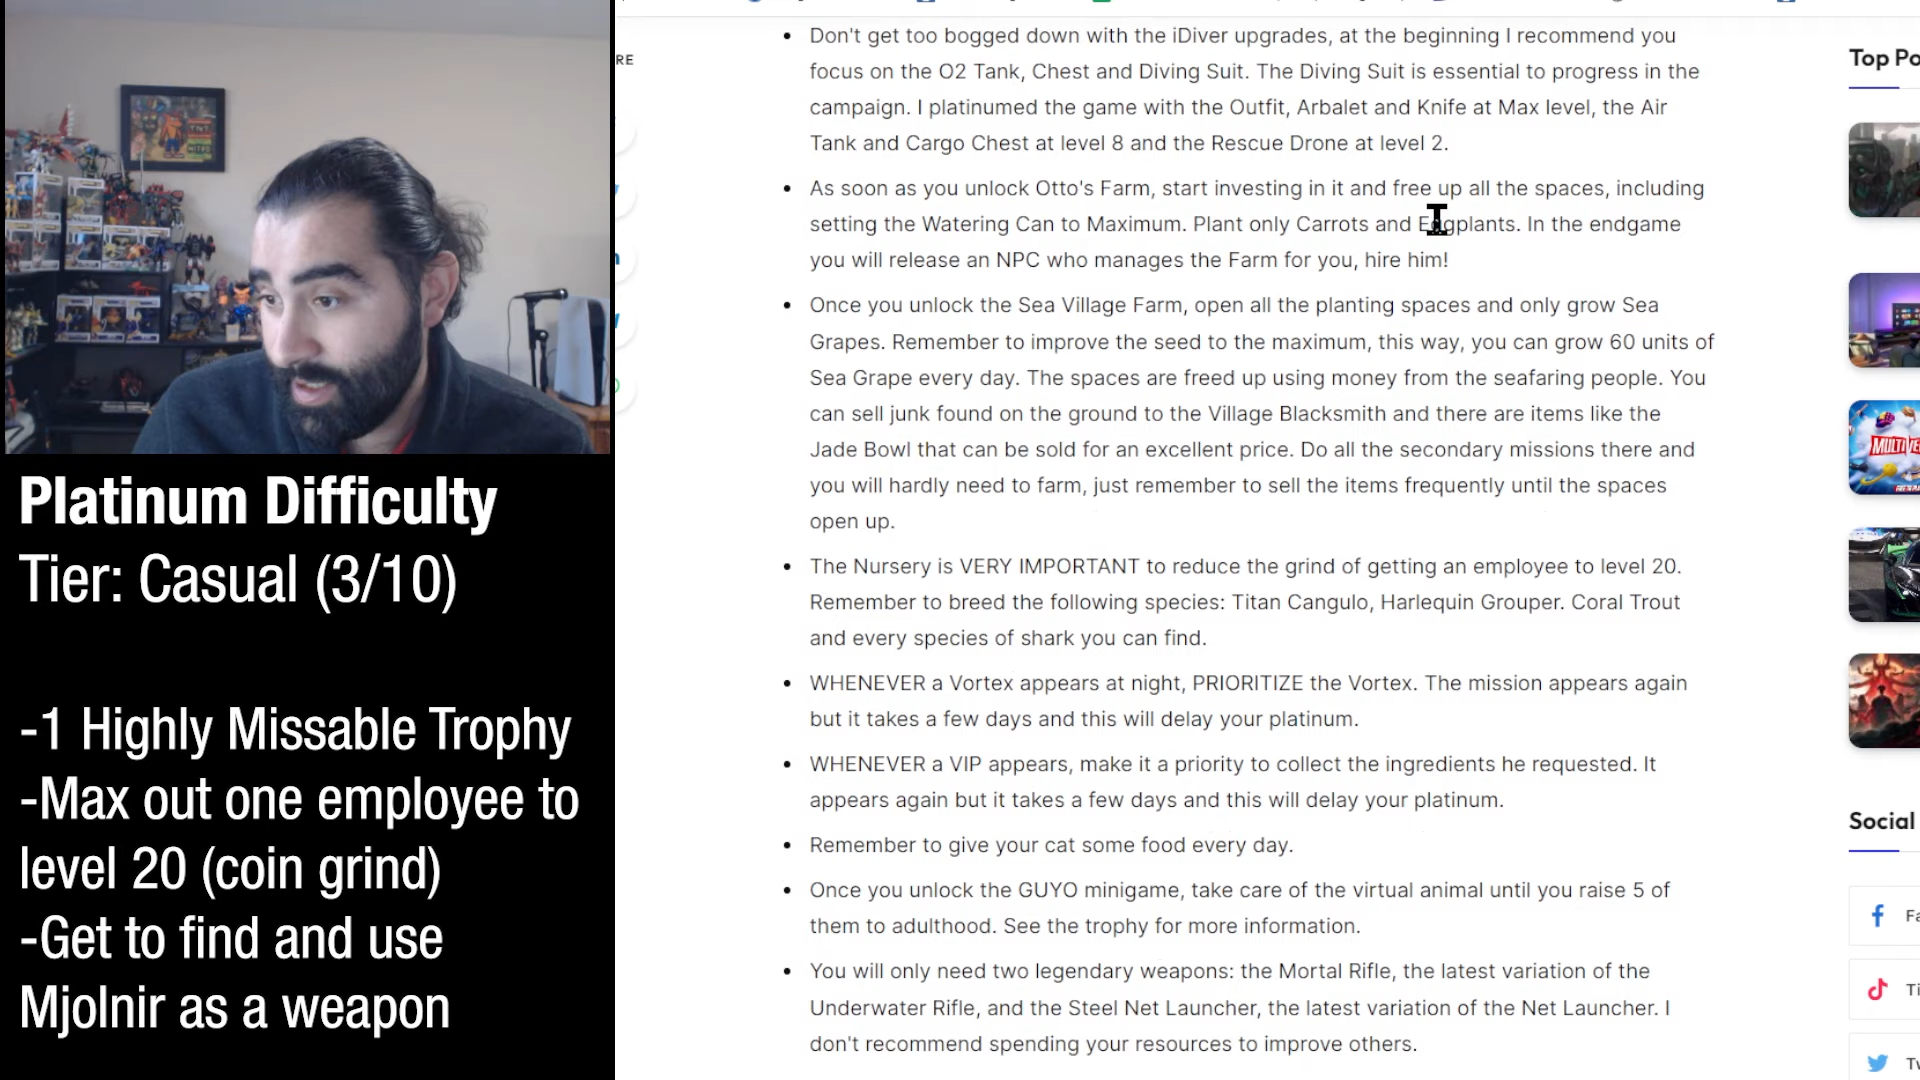 RE
Don't get too bogged down with the iDiver upgrades, at the beginning I recommend you
focus on the O2 Tank, Chest and Diving Suit. The Diving Suit is essential to progress in the
campaign. I platinumed the game with the Outfit, Arbalet and Knife at Max level, the Air
Tank and Cargo Chest at level 8 and the Rescue Drone at level 2.
As soon as you unlock Otto's Farm, start investing in it and free up all the spaces, including
setting the Watering Can to Maximum. Plant only Carrots and Eggplants. In the endgame
you will release an NPC who manages the Farm for you, hire him!
Once you unlock the Sea Village Farm, open all the planting spaces and only grow Sea
Grapes. Remember to improve the seed to the maximum, this way, you can grow 60 units of
Sea Grape every day. The spaces are freed up using money from the seafaring people. You
can sell junk found on the ground to the Village Blacksmith and there are items like the
Jade Bowl that can be sold for an excellent price. Do all the secondary missions there and
you will hardly need to farm, just remember to sell the items frequently until the spaces
open up.
The Nursery is VERY IMPORTANT to reduce the grind of getting an employee to level 20.
Remember to breed the following species: Titan Cangulo, Harlequin Grouper. Coral Trout
and every species of shark you can find.
WHENEVER a Vortex appears at night, PRIORITIZE the Vortex. The mission appears again
but it takes a few days and this will delay your platinum.
WHENEVER a VIP appears, make it a priority to collect the ingredients he requested. It
appears again but it takes a few days and this will delay your platinum.
Remember to give your cat some food every day.
Once you unlock the GUYO minigame, take care of the virtual animal until you raise 5 of
them to adulthood. See the trophy for more information.
You will only need two legendary weapons: the Mortal Rifle, the latest variation of the
Underwater Rifle, and the Steel Net Launcher, the latest variation of the Net Launcher. I
don't recommend spending your resources to improve others.
Platinum Difficulty
Tier: Casual (3/10)
-1 Highly Missable Trophy
-Max out one employee to
level 20 (coin grind)
-Get to find and use
Mjolnir as a weapon
Top Po
MULTIVE
Social
Fa
Ti
Tw
TNT
NITRO